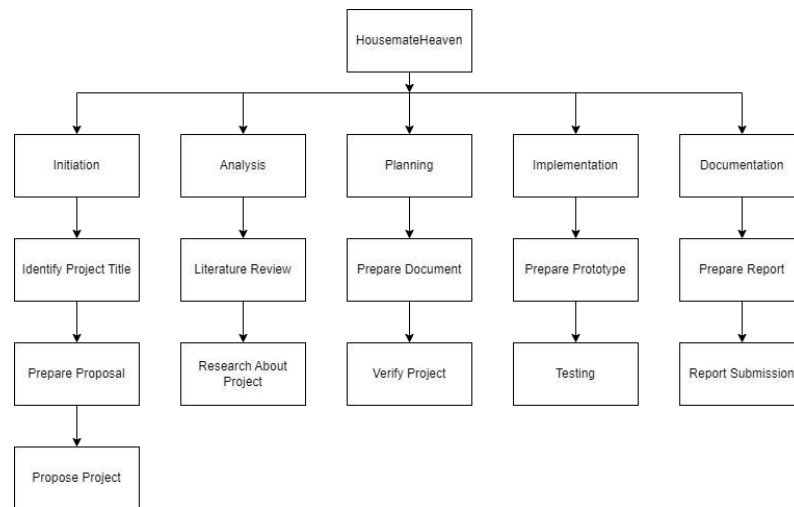 HousemateHeaven
Initiation
Analysis
Planning
Implementation
Documentation
Identify Project Title
Literature Review
Prepare Document
Prepare Prototype
Prepare Report
Prepare Proposal
Research About
Project
Verify Project
Testing
Report Submission
Propose Project